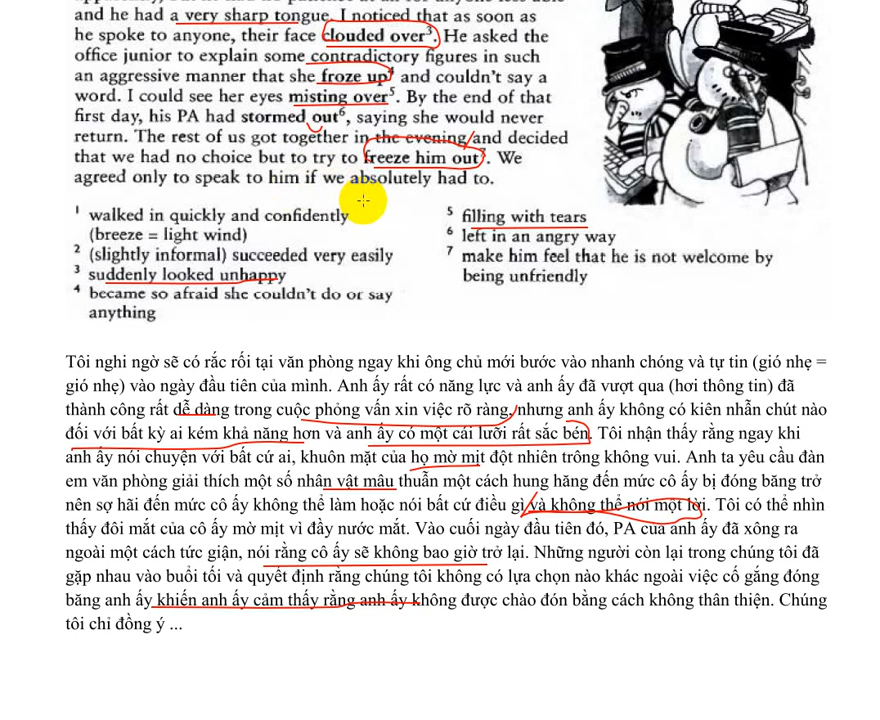 and he had a very sharp tongue. I noticed that as soon as
he spoke to anyone, their face clouded over³. He asked the
office junior to explain some contradictory figures in such
an aggressive manner that she froze up⁴ and couldn't say a
word. I could see her eyes misting over⁵. By the end of that
first day, his PA had stormed out⁶, saying she would never
return. The rest of us got together in the evening and decided
that we had no choice but to try to freeze him out⁷. We
agreed only to speak to him if we absolutely had to.
¹ walked in quickly and confidently
(breeze = light wind)
² (slightly informal) succeeded very easily
³ suddenly looked unhappy
⁴ became so afraid she couldn't do or say
anything
⁵ filling with tears
⁶ left in an angry way
⁷ make him feel that he is not welcome by
being unfriendly
Tôi nghi ngờ sẽ có rắc rối tại văn phòng ngay khi ông chủ mới bước vào nhanh chóng và tự tin (gió nhẹ =
gió nhẹ) vào ngày đầu tiên của mình. Anh ấy rất có năng lực và anh ấy đã vượt qua (hơi thông tin) đã
thành công rất dễ dàng trong cuộc phỏng vấn xin việc rõ ràng, nhưng anh ấy không có kiên nhẫn chút nào
đối với bất kỳ ai kém khả năng hơn và anh ấy có một cái lưỡi rất sắc bén. Tôi nhận thấy rằng ngay khi
anh ấy nói chuyện với bất cứ ai, khuôn mặt của họ mờ mịt đột nhiên trông không vui. Anh ta yêu cầu đàn
em văn phòng giải thích một số nhân vật mâu thuẫn một cách hung hăng đến mức cô ấy bị đóng băng trở
nên sợ hãi đến mức cô ấy không thể làm hoặc nói bất cứ điều gì và không thể nói một lời. Tôi có thể nhìn
thấy đôi mắt của cô ấy mờ mịt vì đầy nước mắt. Vào cuối ngày đầu tiên đó, PA của anh ấy đã xông ra
ngoài một cách tức giận, nói rằng cô ấy sẽ không bao giờ trở lại. Những người còn lại trong chúng tôi đã
gặp nhau vào buổi tối và quyết định rằng chúng tôi không có lựa chọn nào khác ngoài việc cố gắng đóng
băng anh ấy khiến anh ấy cảm thấy rằng anh ấy không được chào đón bằng cách không thân thiện. Chúng
tôi chỉ đồng ý ...